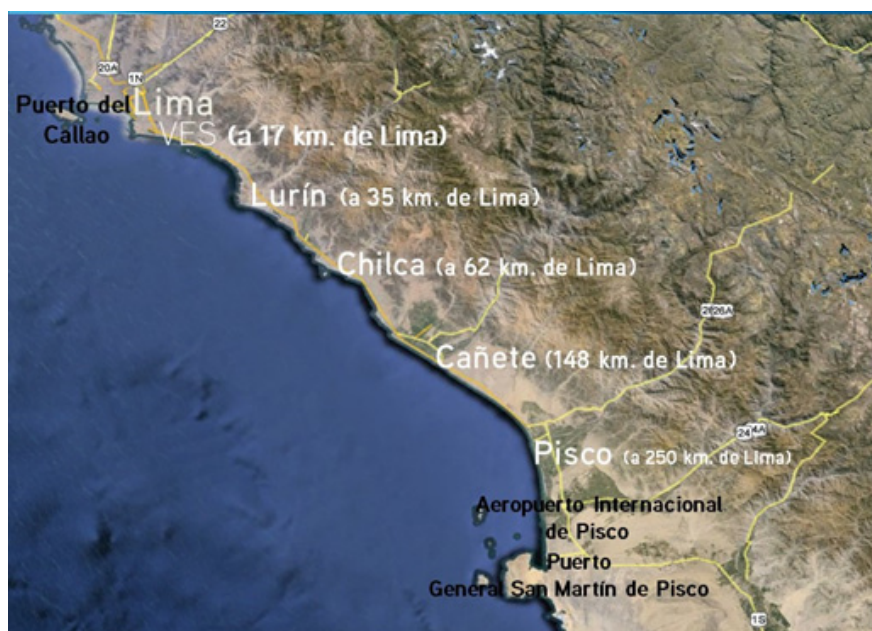 22
20A
1N
Puerto del
Callao
Lima
VES (a 17 km. de Lima)
Lurín (a 35 km. de Lima)
Chilca (a 62 km. de Lima)
26A
Cañete (148 km. de Lima)
24A
Pisco (a 250 km. de Lima)
Aeropuerto Internacional
de Pisco
Puerto
General San Martín de Pisco
1S